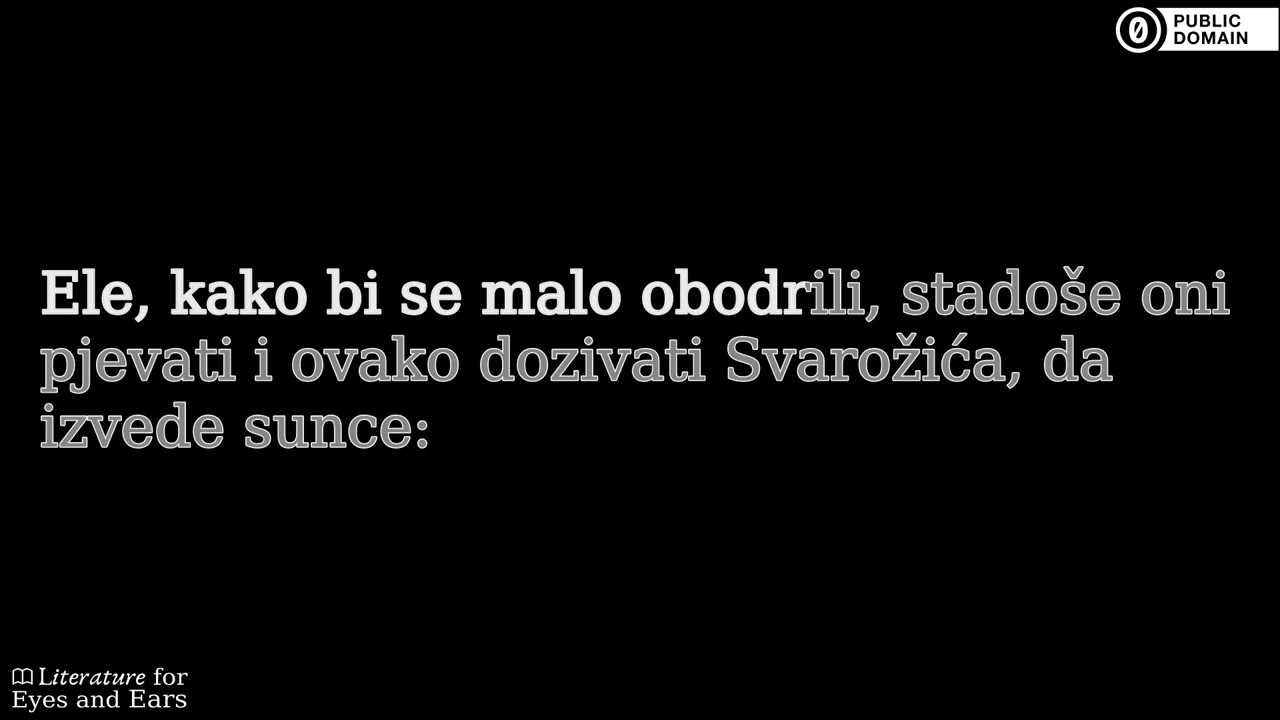 PUBLIC
DOMAIN
Ele, kako bi se malo obodrili, stadoše oni
pjevati i ovako dozivati Svarožića, da
izvede sunce:
Literature for
Eyes and Ears